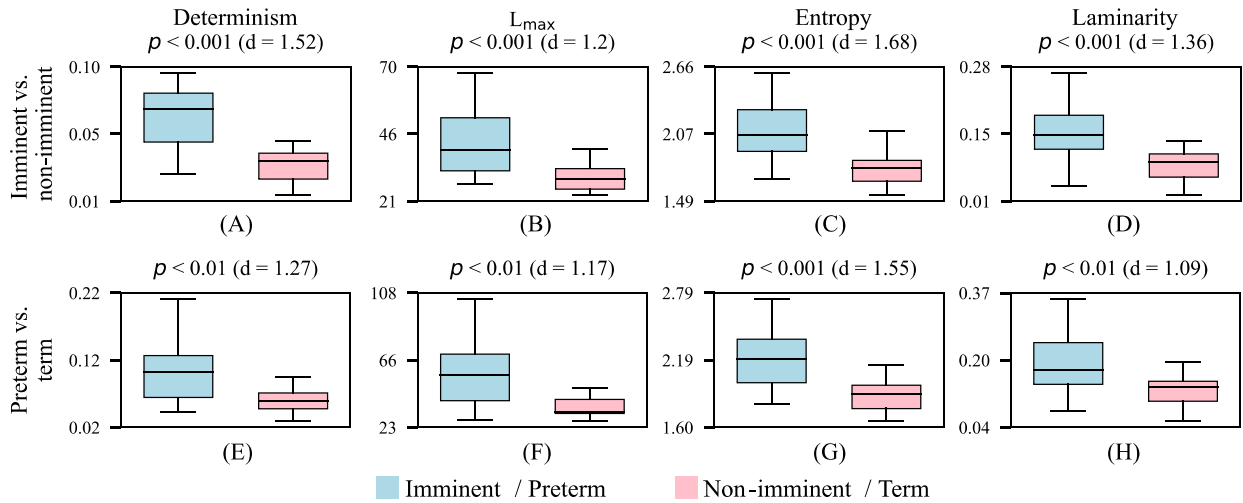 Determinism
p < 0.001 (d = 1.52)
L_max
p < 0.001 (d = 1.2)
Entropy
p < 0.001 (d = 1.68)
Laminarity
p < 0.001 (d = 1.36)
Imminent vs.
non-imminent
0.10
0.05
0.01
(A)
70
46
21
(B)
2.66
2.07
1.49
(C)
0.28
0.15
0.01
(D)
p < 0.01 (d = 1.27)
p < 0.01 (d = 1.17)
p < 0.001 (d = 1.55)
p < 0.01 (d = 1.09)
Preterm vs.
term
0.22
0.12
0.02
(E)
108
66
23
(F)
2.79
2.19
1.60
(G)
0.37
0.20
0.04
(H)
Imminent / Preterm
Non-imminent / Term